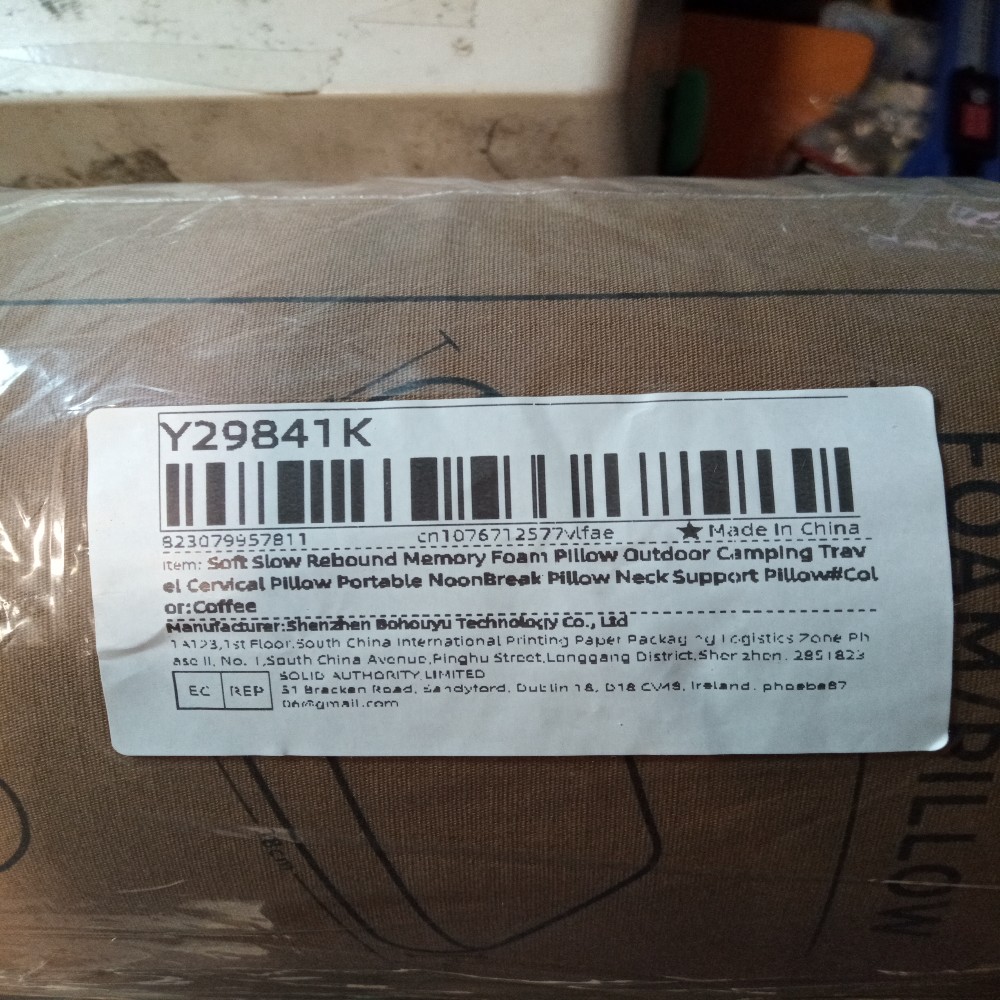 Y29841K
823079957811 cn1076712577vlfae ★ Made In China
Item: Soft Slow Rebound Memory Foam Pillow Outdoor Camping Trav
el Cervical Pillow Portable NoonBreak Pillow Neck Support Pillow#Col
or:Coffee
Manufacturer:Shenzhen Bohouyu Technology Co., Ltd
1A123,1st Floor,South China International Printing Paper Packaging Logistics Zone Ph
ase II, No. 1,South China Avenue,Pinghu Street,Longgang District,Shenzhen.
EC REP
SOLID AUTHORITY LIMITED
51 Bracken Road, Sandyford, Dublin 18, D18 CV48, Ireland. phoebe87
06@gmail.com
FOAM/PILLOW
18cm